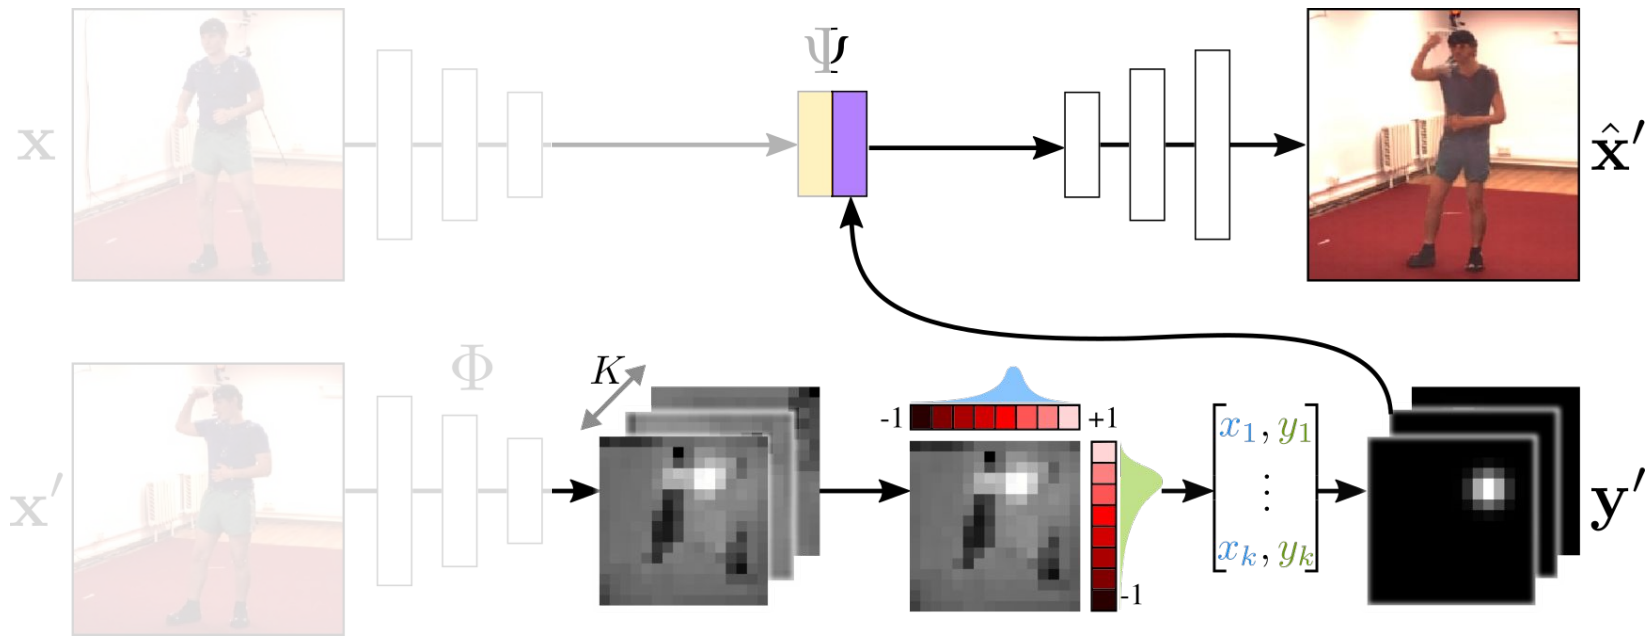 Ψ
x
x̂′
Φ
K
-1
+1
x₁, y₁
⋮
xₖ, yₖ
-1
x′
y′